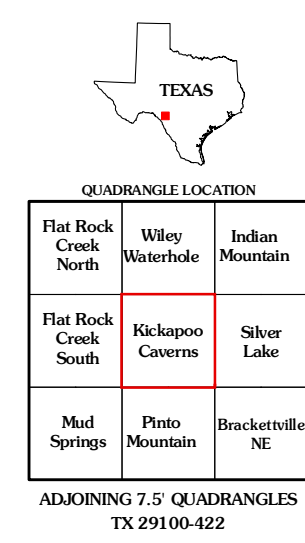 TEXAS
QUADRANGLE LOCATION
Flat Rock
Creek
North
Wiley
Waterhole
Indian
Mountain
Flat Rock
Creek
South
Kickapoo
Caverns
Silver
Lake
Mud
Springs
Pinto
Mountain
Brackettville
NE
ADJOINING 7.5' QUADRANGLES
TX 29100-422